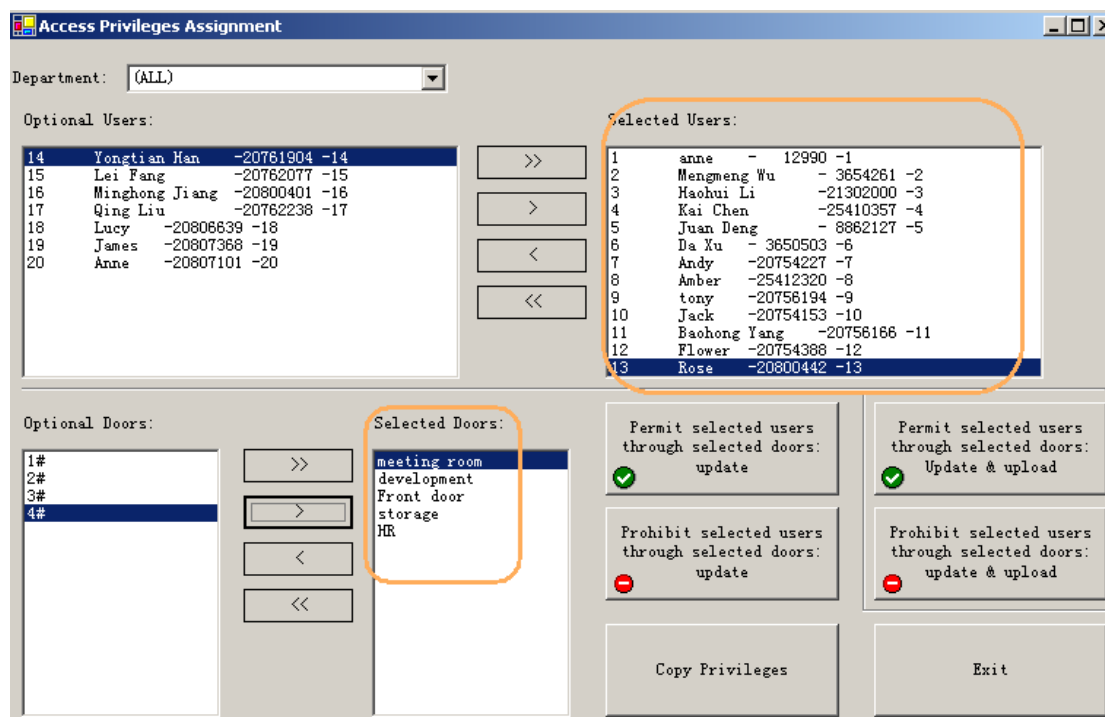 Access Privileges Assignment
Department: (ALL)
Optional Users:
14 Yongtian Han -20761904 -14
15 Lei Fang -20762077 -15
16 Minghong Jiang -20800401 -16
17 Qing Liu -20762238 -17
18 Lucy -20806639 -18
19 James -20807368 -19
20 Anne -20807101 -20
>>
>
<
<<
Selected Users:
1 anne - 12990 -1
2 Mengmeng Wu - 3654261 -2
3 Haohui Li -21302000 -3
4 Kai Chen -25410357 -4
5 Juan Deng - 8862127 -5
6 Da Xu - 3650503 -6
7 Andy -20754227 -7
8 Amber -25412320 -8
9 tony -20756194 -9
10 Jack -20754153 -10
11 Baohong Yang -20756166 -11
12 Flower -20754388 -12
13 Rose -20800442 -13
Optional Doors:
1#
2#
3#
4#
>>
>
<
<<
Selected Doors:
meeting room
development
Front door
storage
HR
Permit selected users
through selected doors:
update
Permit selected users
through selected doors:
Update & upload
Prohibit selected users
through selected doors:
update
Prohibit selected users
through selected doors:
update & upload
Copy Privileges
Exit